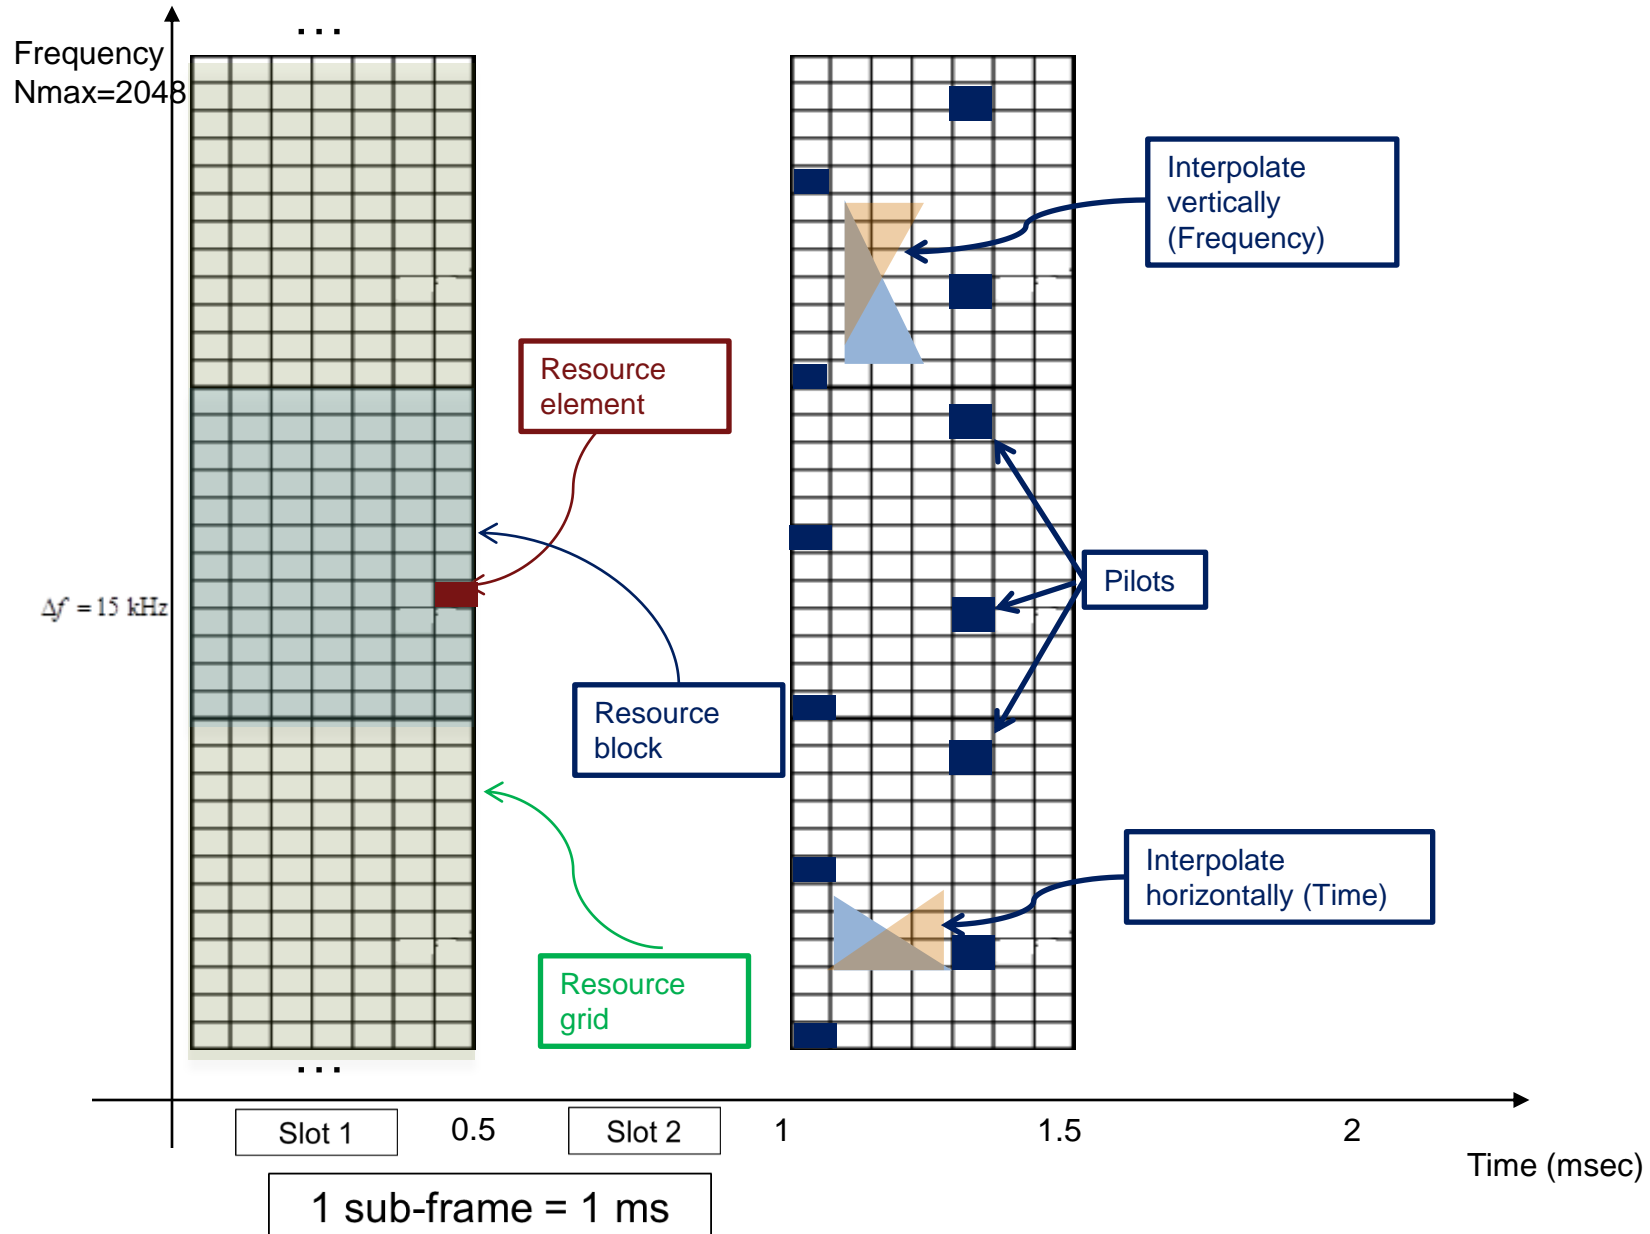 ...
Frequency
Nmax=2048
Interpolate
vertically
(Frequency)
Resource
element
Δf = 15 kHz
Pilots
Resource
block
Interpolate
horizontally (Time)
Resource
grid
...
Slot 1
0.5
Slot 2
1
1.5
2
Time (msec)
1 sub-frame = 1 ms